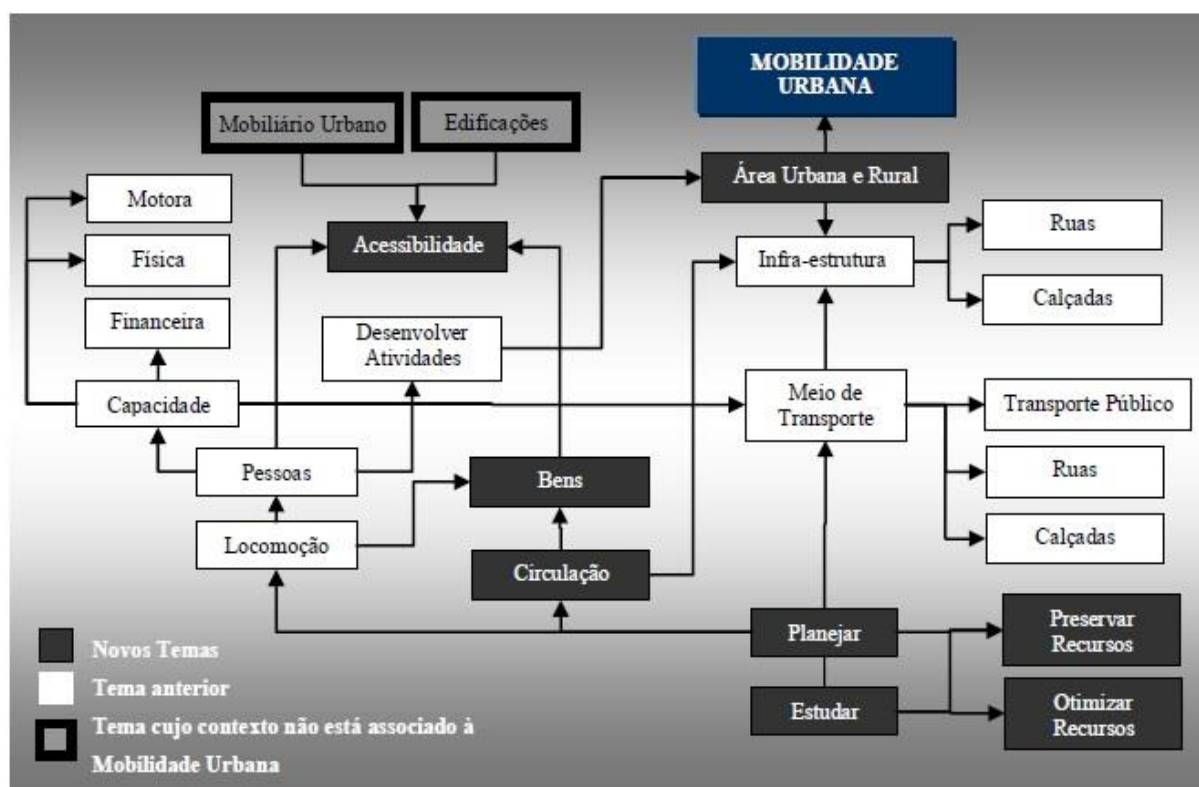 MOBILIDADE
URBANA
Mobiliário Urbano
Edificações
Área Urbana e Rural
Motora
Ruas
Acessibilidade
Física
Infra-estrutura
Calçadas
Financeira
Desenvolver
Atividades
Capacidade
Meio de
Transporte
Transporte Público
Pessoas
Bens
Ruas
Locomoção
Calçadas
Circulação
Planejar
Preservar
Recursos
Estudar
Otimizar
Recursos
Novos Temas
Tema anterior
Tema cujo contexto não está associado à
Mobilidade Urbana